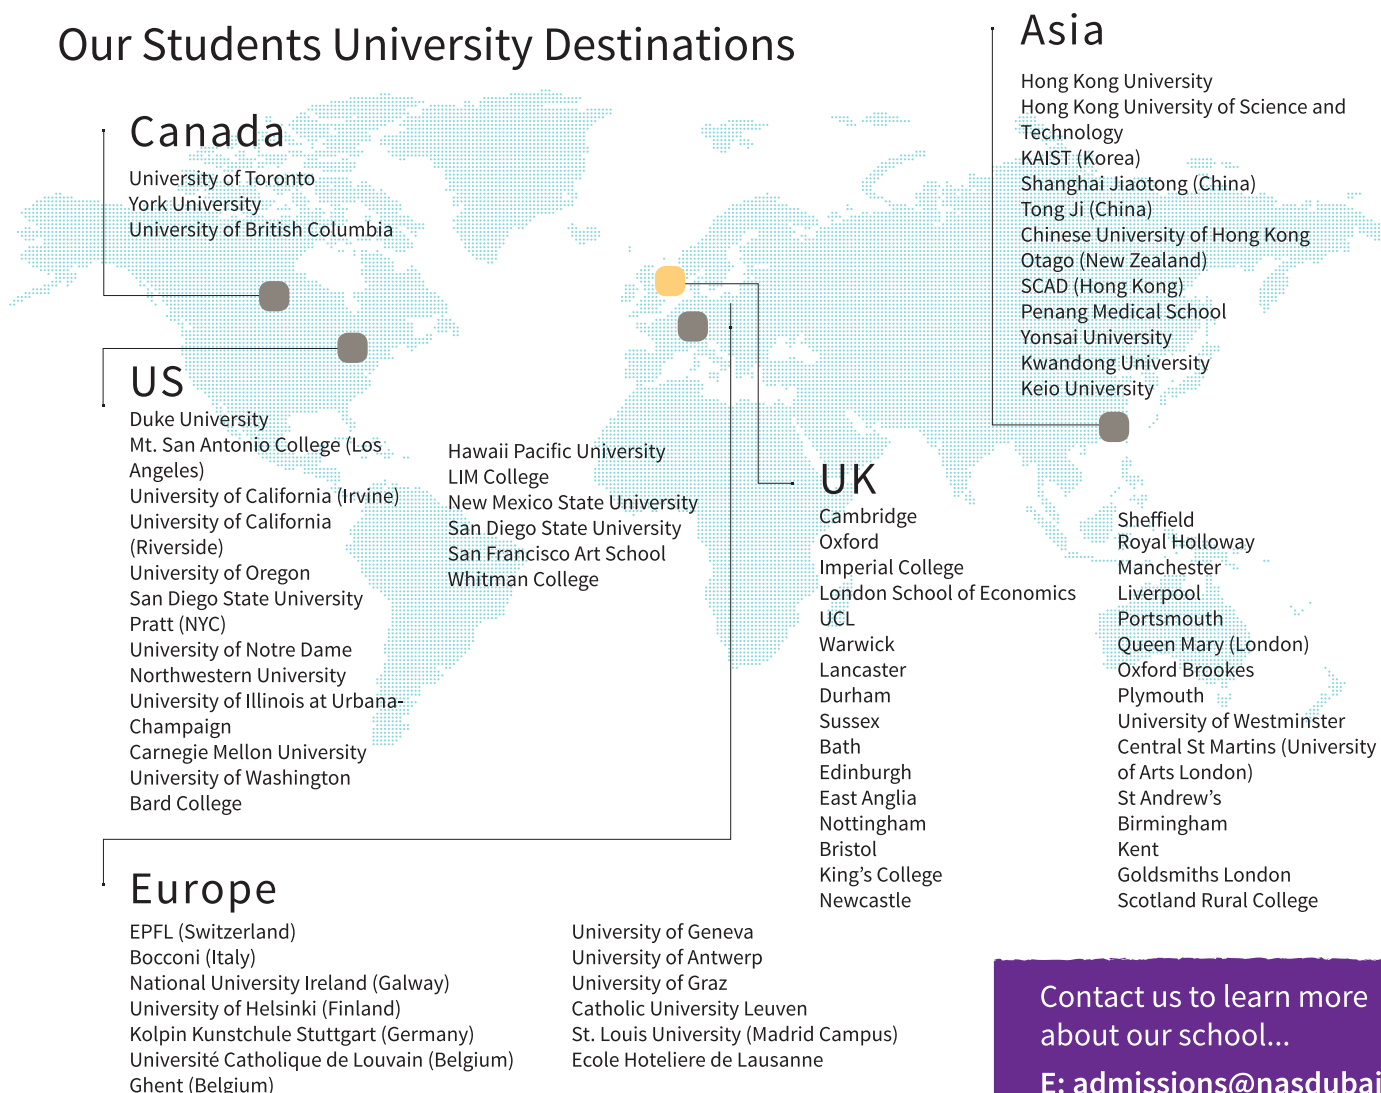 Our Students University Destinations
Canada
University of Toronto
York University
University of British Columbia
US
Duke University
Mt. San Antonio College (Los
Angeles)
University of California (Irvine)
University of California
(Riverside)
University of Oregon
San Diego State University
Pratt (NYC)
University of Notre Dame
Northwestern University
University of Illinois at Urbana-
Champaign
Carnegie Mellon University
University of Washington
Bard College
Hawaii Pacific University
LIM College
New Mexico State University
San Diego State University
San Francisco Art School
Whitman College
Asia
Hong Kong University
Hong Kong University of Science and
Technology
KAIST (Korea)
Shanghai Jiaotong (China)
Tong Ji (China)
Chinese University of Hong Kong
Otago (New Zealand)
SCAD (Hong Kong)
Penang Medical School
Yonsai University
Kwandong University
Keio University
UK
Cambridge
Oxford
Imperial College
London School of Economics
UCL
Warwick
Lancaster
Durham
Sussex
Bath
Edinburgh
East Anglia
Nottingham
Bristol
King’s College
Newcastle
Sheffield
Royal Holloway
Manchester
Liverpool
Portsmouth
Queen Mary (London)
Oxford Brookes
Plymouth
University of Westminster
Central St Martins (University
of Arts London)
St Andrew’s
Birmingham
Kent
Goldsmiths London
Scotland Rural College
Europe
EPFL (Switzerland)
Bocconi (Italy)
National University Ireland (Galway)
University of Helsinki (Finland)
Kolpin Kunstchule Stuttgart (Germany)
Université Catholique de Louvain (Belgium)
Ghent (Belgium)
University of Geneva
University of Antwerp
University of Graz
Catholic University Leuven
St. Louis University (Madrid Campus)
Ecole Hoteliere de Lausanne
Contact us to learn more
about our school...
E: admissions@nasdubai